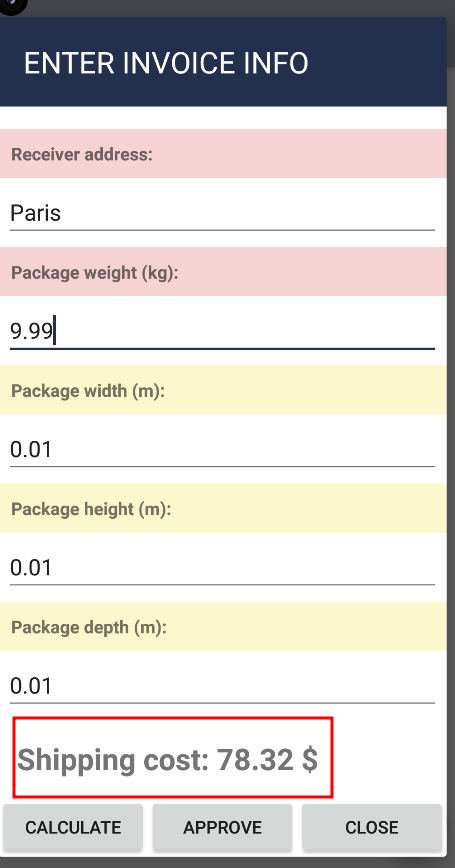 ENTER INVOICE INFO
Receiver address:
Paris
Package weight (kg):
9.99
Package width (m):
0.01
Package height (m):
0.01
Package depth (m):
0.01
Shipping cost: 78.32 $
CALCULATE APPROVE CLOSE